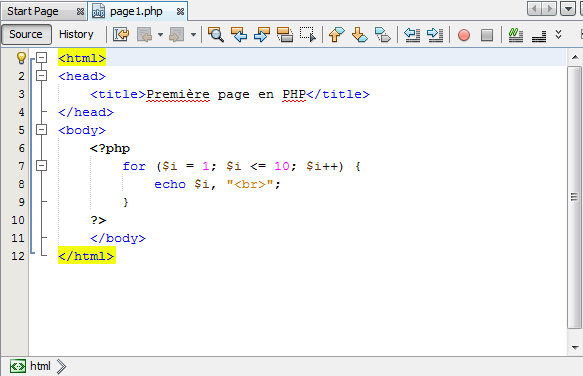 Start Page page1.php
Source History
1 <html>
2 <head>
3 <title>Première page en PHP</title>
4 </head>
5 <body>
6 <?php
7 for ($i = 1; $i <= 10; $i++) {
8 echo $i, "<br>";
9 }
10 ?>
11 </body>
12 </html>
html